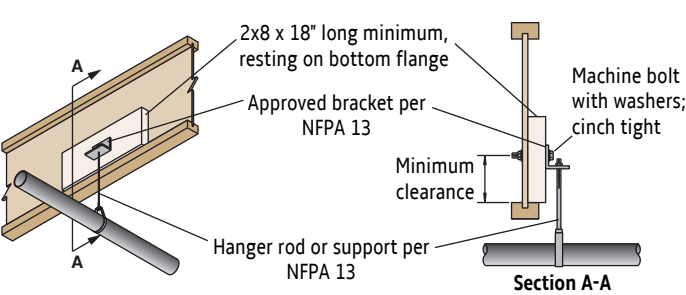 A
2x8 x 18" long minimum,
resting on bottom flange
Approved bracket per
NFPA 13
Machine bolt
with washers;
cinch tight
Minimum
clearance
Hanger rod or support per
NFPA 13
A
Section A-A